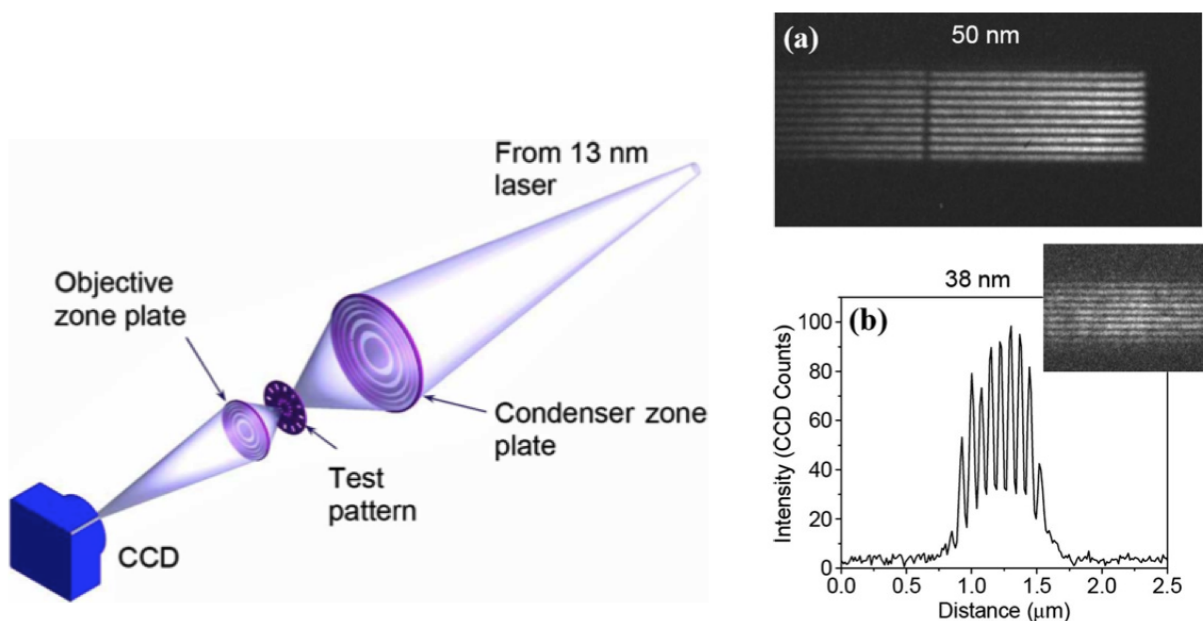 From 13 nm
laser
Objective
zone plate
Condenser zone
plate
Test
pattern
CCD
(a)
50 nm
38 nm
(b)
Intensity (CCD Counts)
100
80
60
40
20
0
0.0 0.5 1.0 1.5 2.0 2.5
Distance (μm)